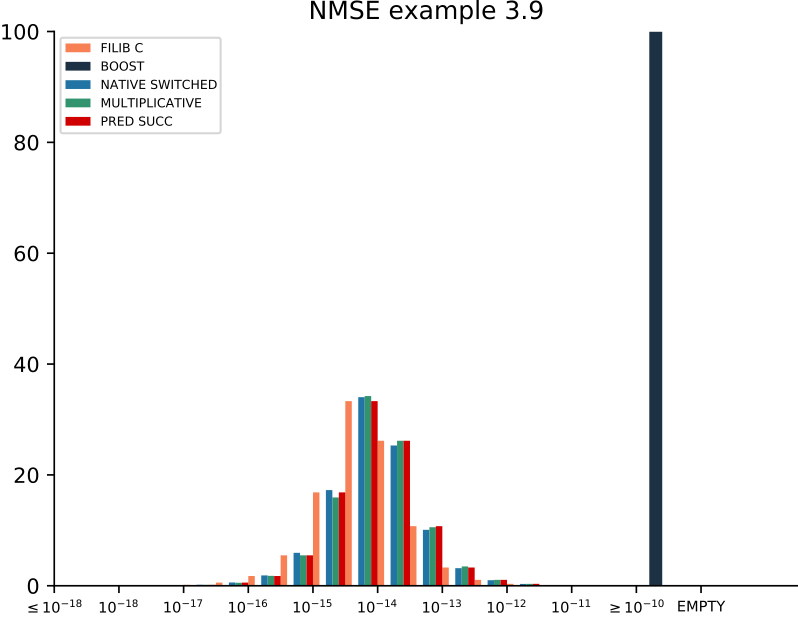 NMSE example 3.9
100
80
60
40
20
0
FILIB C
BOOST
NATIVE SWITCHED
MULTIPLICATIVE
PRED SUCC
≤ 10⁻¹⁸ 10⁻¹⁸ 10⁻¹⁷ 10⁻¹⁶ 10⁻¹⁵ 10⁻¹⁴ 10⁻¹³ 10⁻¹² 10⁻¹¹ ≥ 10⁻¹⁰ EMPTY